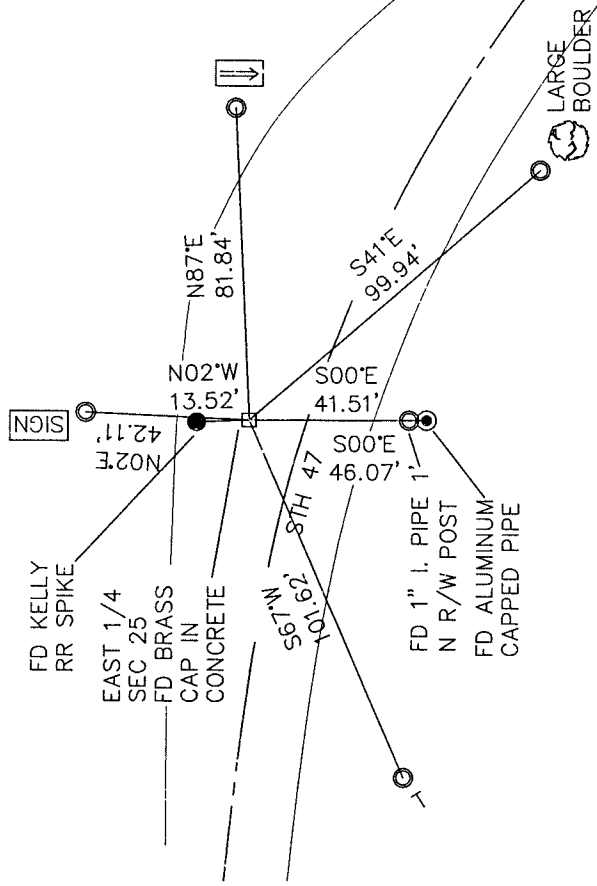 SIGN
N02°E
42.11'
N02°W
13.52'
N87°E
81.84'
FD KELLY
RR SPIKE
EAST 1/4
SEC 25
FD BRASS
CAP IN
CONCRETE
S00°E
41.51'
S00°E
46.07'
S41°E
99.94'
LARGE
BOULDER
STH 47
S67°W
101.62'
T
FD 1" I. PIPE 1'
N R/W POST
FD ALUMINUM
CAPPED PIPE